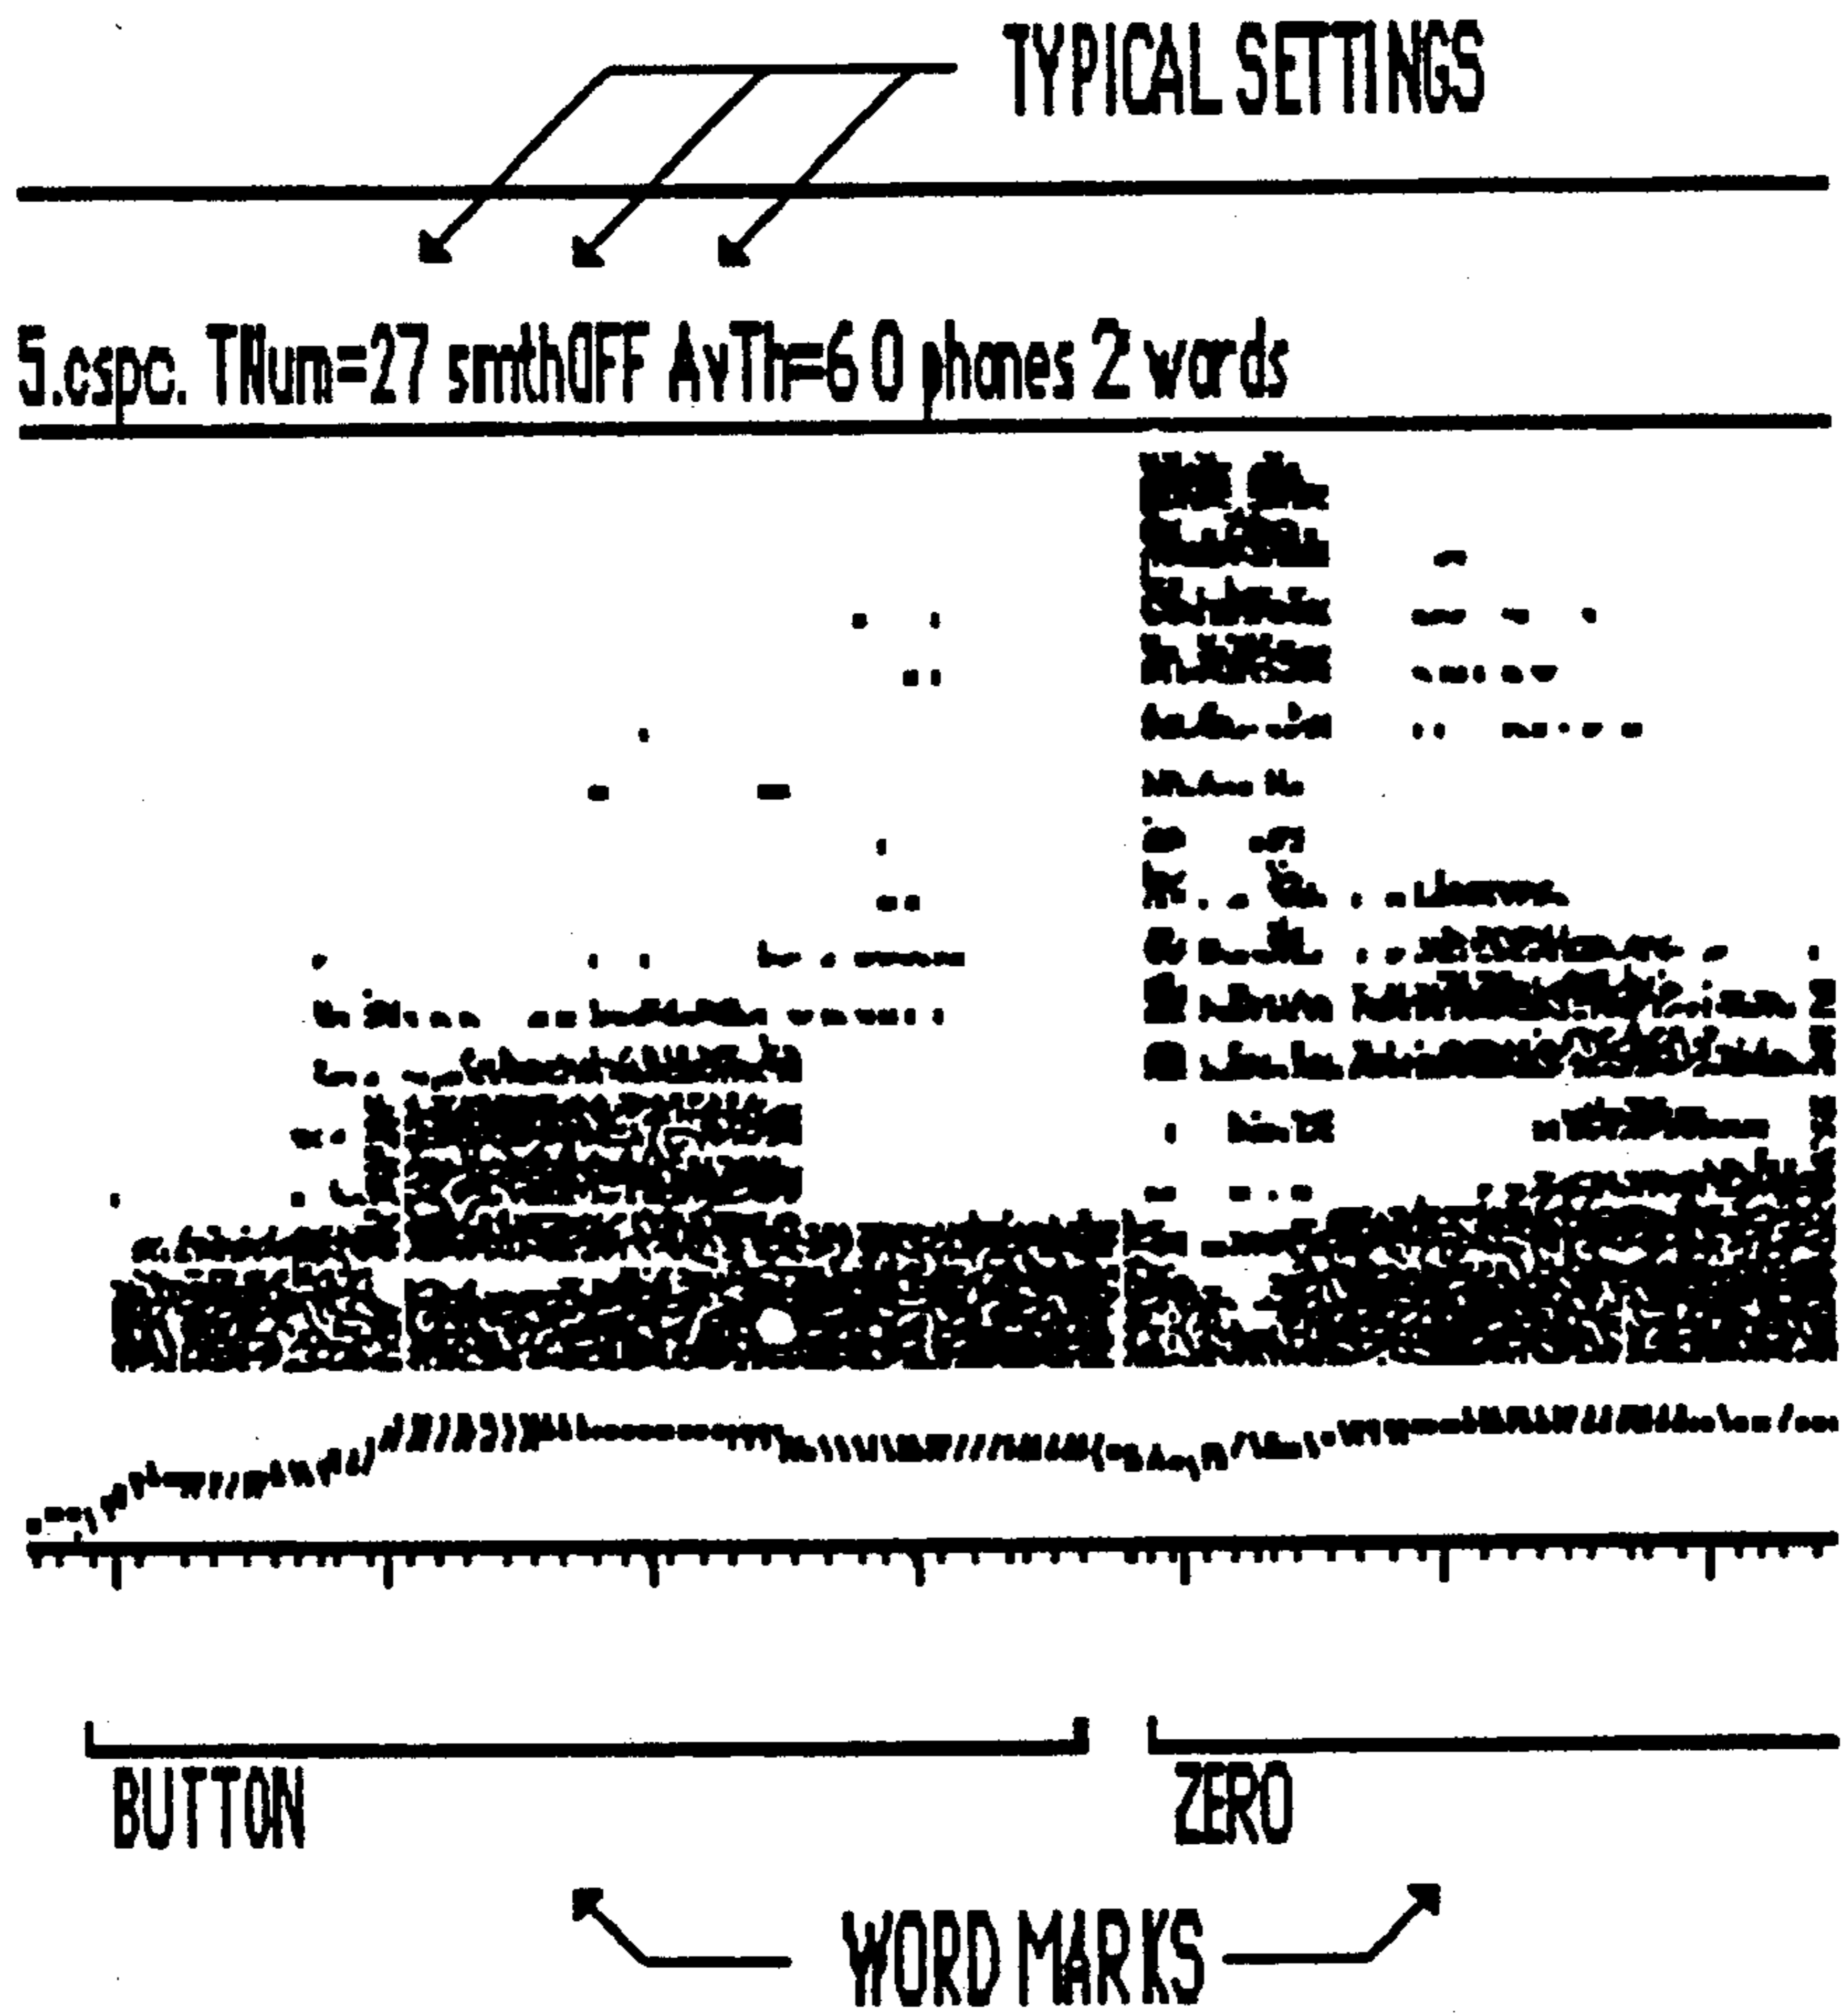 TYPICAL SETTINGS
5.cspc. TNum=27 smthOFF AvTh=6 0 phones 2 words
BUTTON ZERO
WORD MARKS